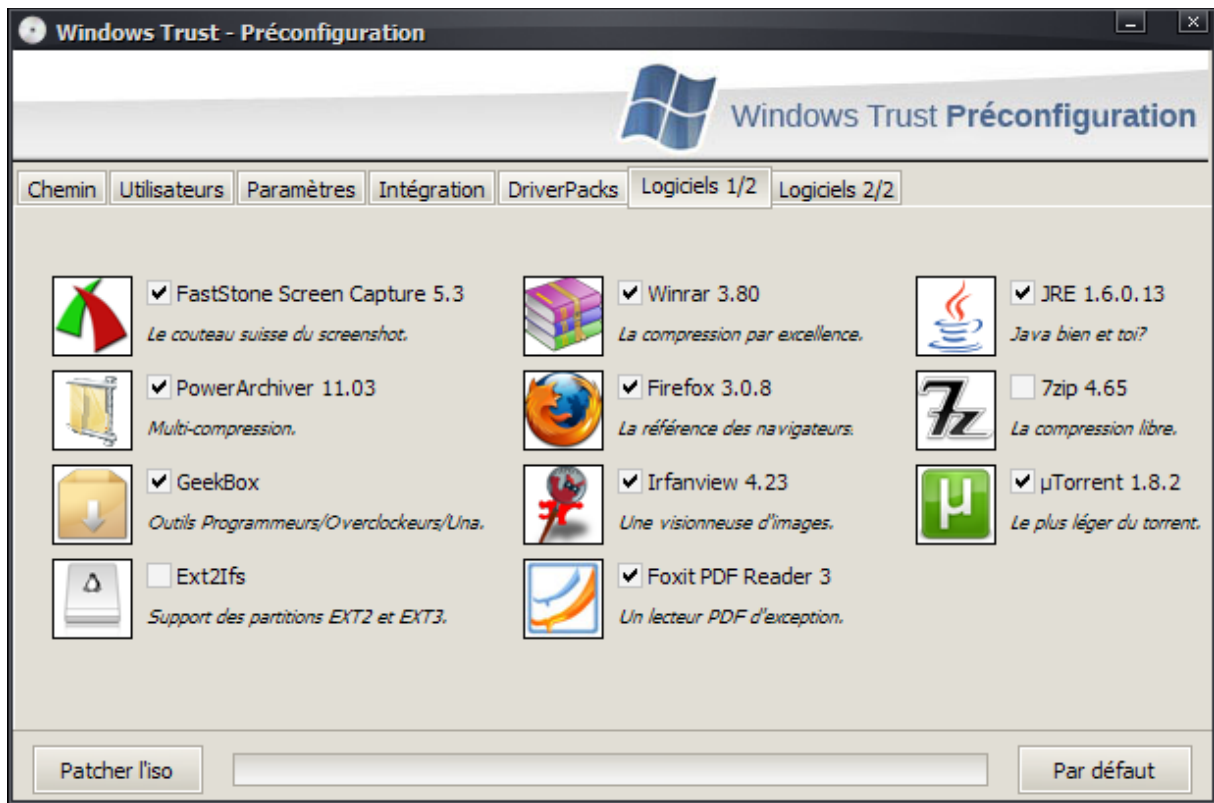 Windows Trust - Préconfiguration
Windows Trust Préconfiguration
Chemin Utilisateurs Paramètres Intégration DriverPacks Logiciels 1/2 Logiciels 2/2
FastStone Screen Capture 5.3
Le couteau suisse du screenshot.
Winrar 3.80
La compression par excellence.
JRE 1.6.0.13
Java bien et toi?
PowerArchiver 11.03
Multi-compression.
Firefox 3.0.8
La référence des navigateurs.
7z
7zip 4.65
La compression libre.
GeekBox
Outils Programmeurs/Overclockeurs/Una.
Irfanview 4.23
Une visionneuse d'images.
µ
µTorrent 1.8.2
Le plus léger du torrent.
Ext2Ifs
Support des partitions EXT2 et EXT3.
Foxit PDF Reader 3
Un lecteur PDF d'exception.
Patcher l'iso
Par défaut